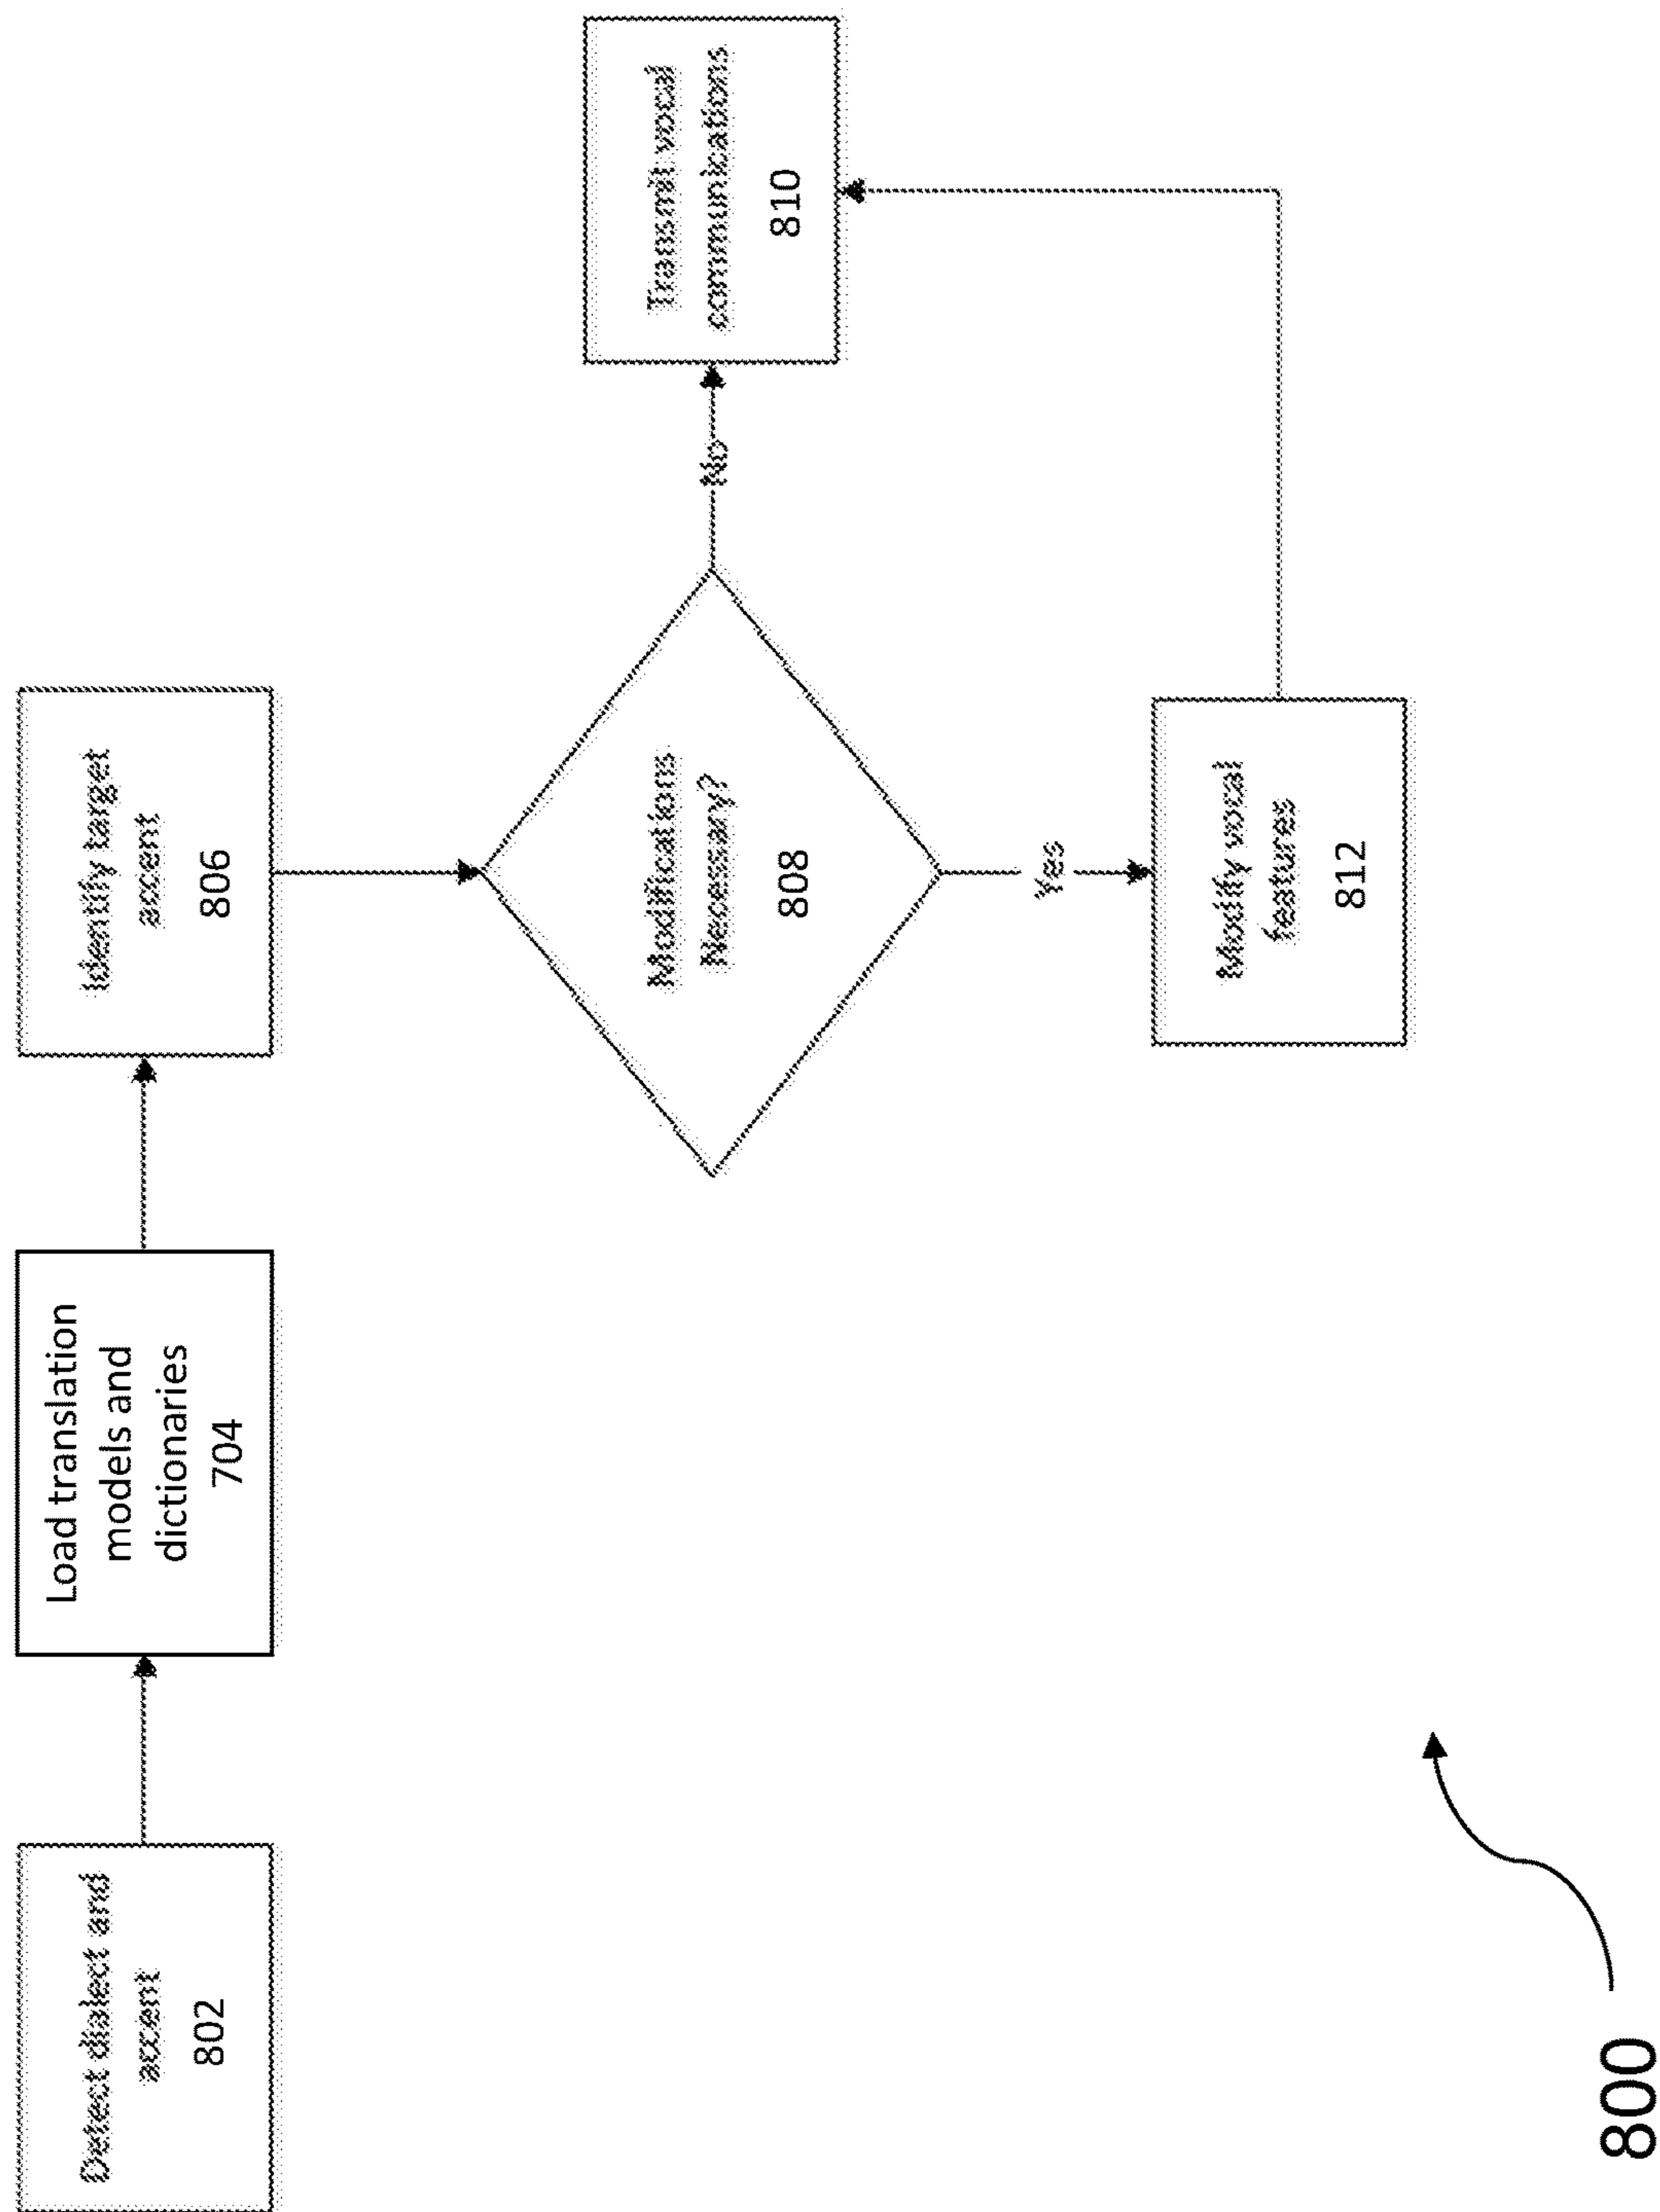 Detect dialect and
accent
802
Load translation
models and
dictionaries
704
Identify target
accent
806
Modifications
Necessary?
808
No
Transmit vocal
communications
810
Yes
Modify vocal
features
812
800